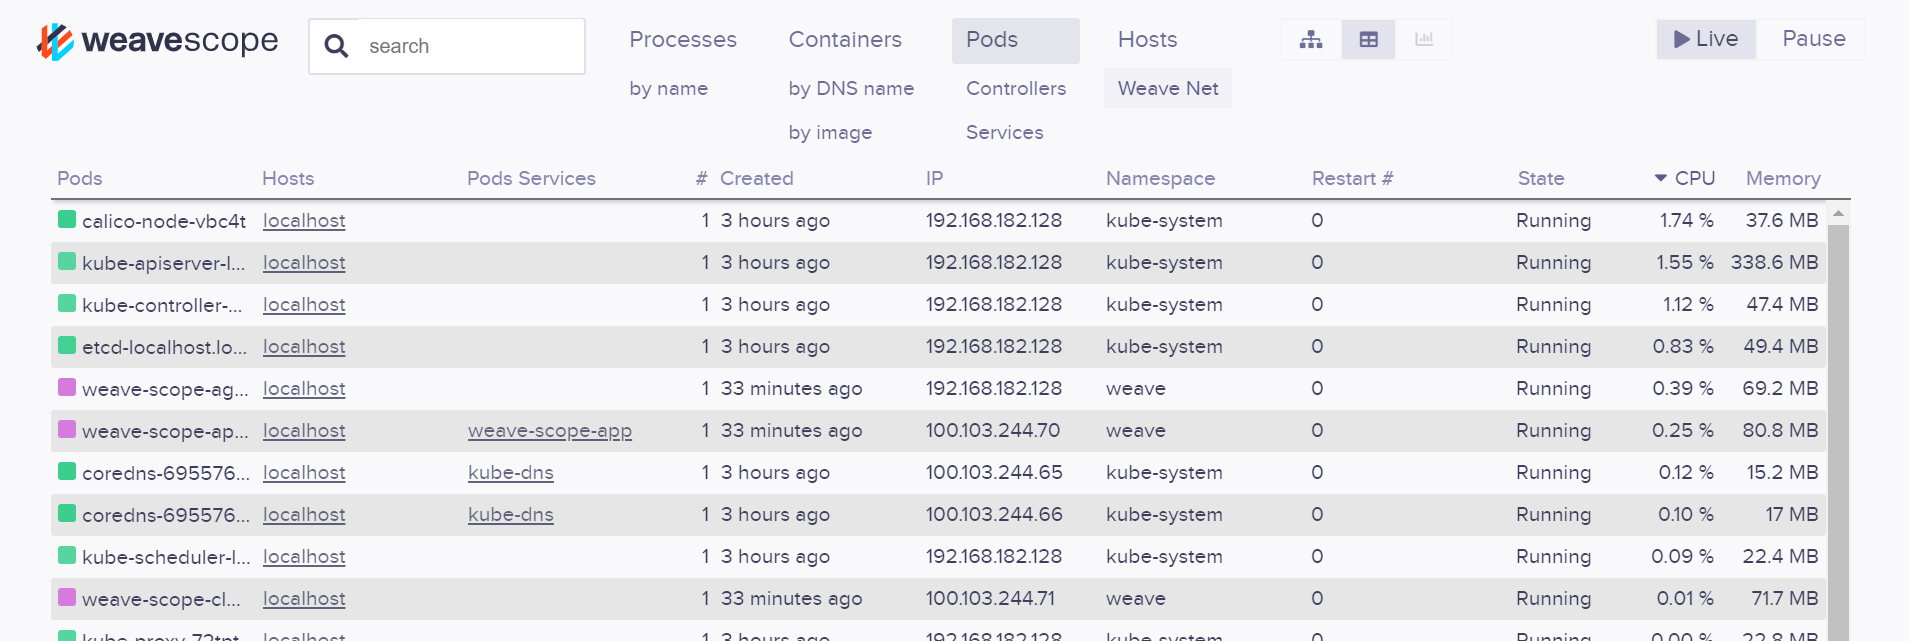 weavescope search Processes Containers Pods Hosts Live Pause
by name by DNS name Controllers Weave Net
by image Services
Pods Hosts Pods Services # Created IP Namespace Restart # State CPU Memory
calico-node-vbc4t localhost 1 3 hours ago 192.168.182.128 kube-system 0 Running 1.74 % 37.6 MB
kube-apiserver-l... localhost 1 3 hours ago 192.168.182.128 kube-system 0 Running 1.55 % 338.6 MB
kube-controller-... localhost 1 3 hours ago 192.168.182.128 kube-system 0 Running 1.12 % 47.4 MB
etcd-localhost.lo... localhost 1 3 hours ago 192.168.182.128 kube-system 0 Running 0.83 % 49.4 MB
weave-scope-ag... localhost 1 33 minutes ago 192.168.182.128 weave 0 Running 0.39 % 69.2 MB
weave-scope-ap... localhost weave-scope-app 1 33 minutes ago 100.103.244.70 weave 0 Running 0.25 % 80.8 MB
coredns-695576... localhost kube-dns 1 3 hours ago 100.103.244.65 kube-system 0 Running 0.12 % 15.2 MB
coredns-695576... localhost kube-dns 1 3 hours ago 100.103.244.66 kube-system 0 Running 0.10 % 17 MB
kube-scheduler-l... localhost 1 3 hours ago 192.168.182.128 kube-system 0 Running 0.09 % 22.4 MB
weave-scope-cl... localhost 1 33 minutes ago 100.103.244.71 weave 0 Running 0.01 % 71.7 MB
localhost 1 3 hours ago 192.168.182.128 kube-system 0 Running 0.00 % 22.8 MB